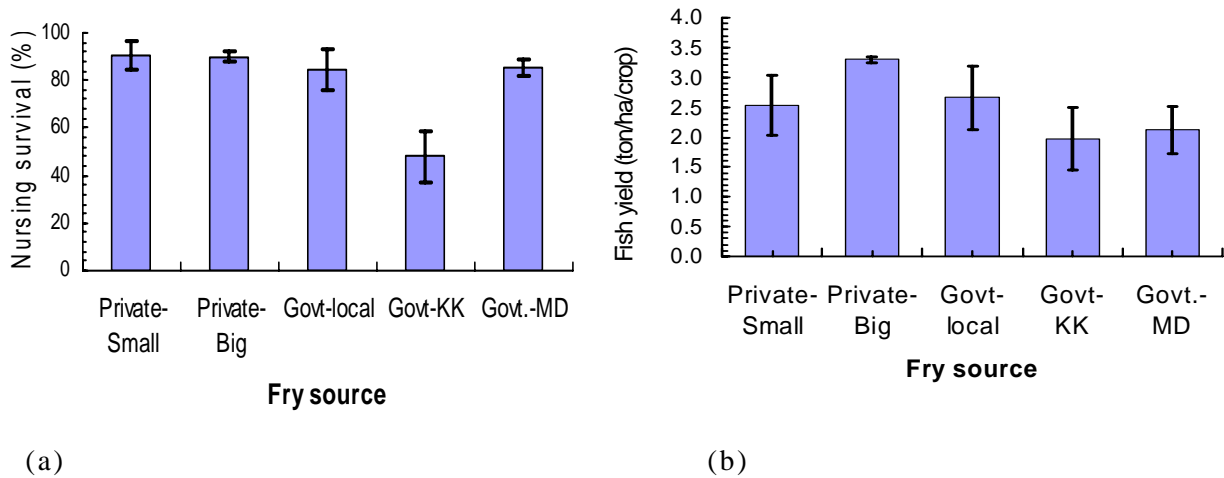 Nursing survival (%)
100
80
60
40
20
0
Private-
Small
Private-
Big
Govt-local
Govt-KK
Govt.-MD
Fry source
(a)
Fish yield (ton/ha/crop)
4.0
3.5
3.0
2.5
2.0
1.5
1.0
0.5
0.0
Private-
Small
Private-
Big
Govt-
local
Govt-
KK
Govt.-
MD
Fry source
(b)